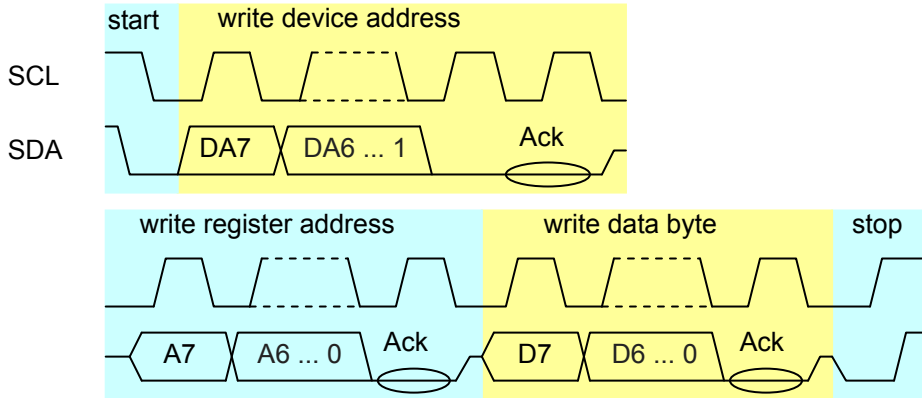 start write device address
SCL
SDA DA7 DA6 ... 1 Ack
write register address write data byte stop
A7 A6 ... 0 Ack D7 D6 ... 0 Ack